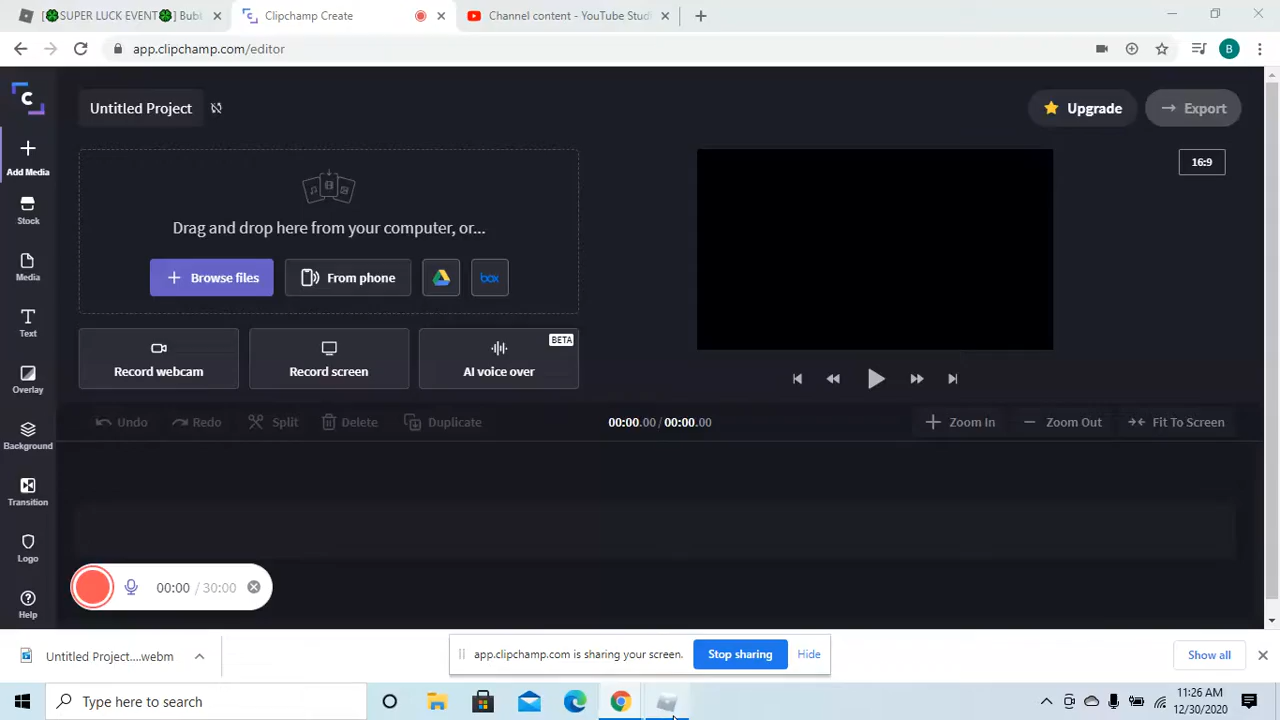 [🍀SUPER LUCK EVENT🍀] Bubl
Clipchamp Create
Channel content - YouTube Stud
app.clipchamp.com/editor
B
C
Untitled Project
Upgrade
Export
Add Media
Stock
Media
Text
Overlay
Background
Transition
Logo
Help
Drag and drop here from your computer, or...
Browse files
From phone
box
Record webcam
Record screen
BETA
AI voice over
16:9
Undo
Redo
Split
Delete
Duplicate
00:00.00 / 00:00.00
Zoom In
Zoom Out
Fit To Screen
00:00 / 30:00
Untitled Project....webm
app.clipchamp.com is sharing your screen.
Stop sharing
Hide
Show all
Type here to search
11:26 AM
12/30/2020